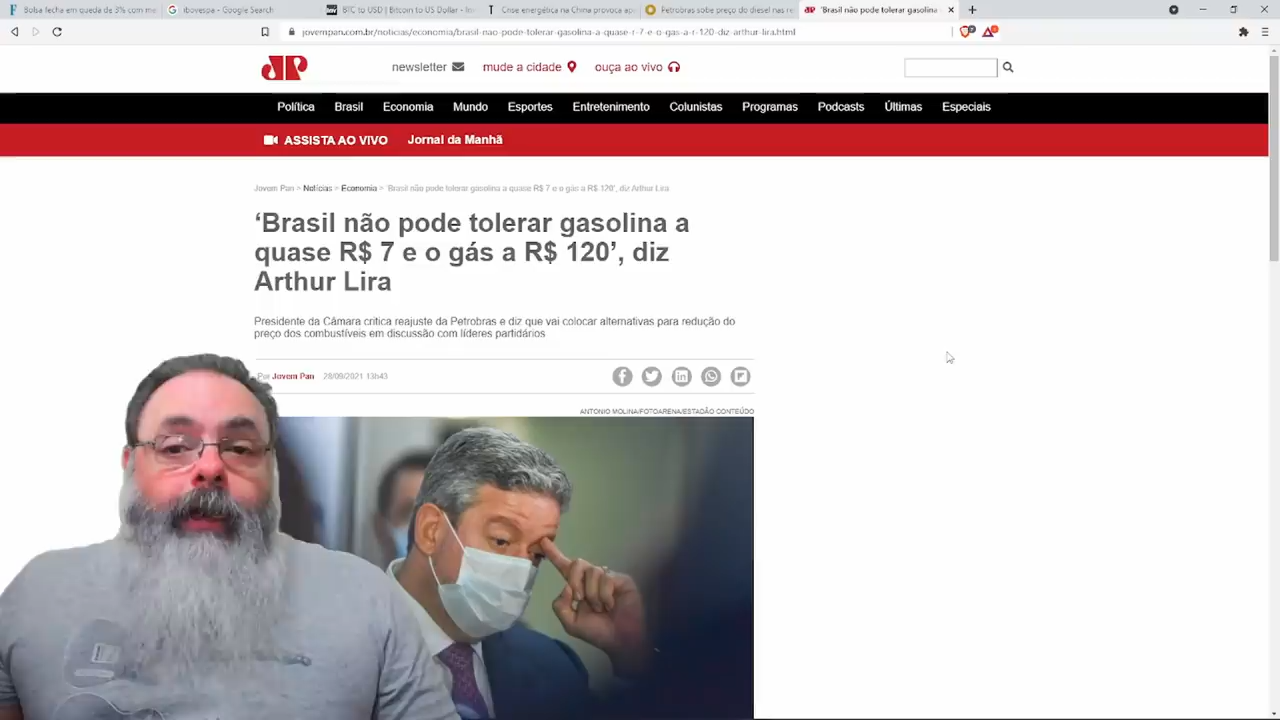 Bolsa fecha em queda de 3% com me
ibovespa - Google Search
BTC to USD | Bitcoin to US Dollar - In
Crise energética na China provoca ap
Petrobras sobe preço do diesel nas re
'Brasil não pode tolerar gasolina
jovempan.com.br/noticias/economia/brasil-nao-pode-tolerar-gasolina-a-quase-r-7-e-o-gas-a-r-120-diz-arthur-lira.html
JP
newsletter
mude a cidade
ouça ao vivo
Política Brasil Economia Mundo Esportes Entretenimento Colunistas Programas Podcasts Últimas Especiais
ASSISTA AO VIVO Jornal da Manhã
Jovem Pan > Notícias > Economia > 'Brasil não pode tolerar gasolina a quase R$ 7 e o gás a R$ 120', diz Arthur Lira
‘Brasil não pode tolerar gasolina a
quase R$ 7 e o gás a R$ 120’, diz
Arthur Lira
Presidente da Câmara critica reajuste da Petrobras e diz que vai colocar alternativas para redução do
preço dos combustíveis em discussão com líderes partidários
Por Jovem Pan 28/09/2021 13h43
ANTONIO MOLINA/FOTOARENA/ESTADÃO CONTEÚDO